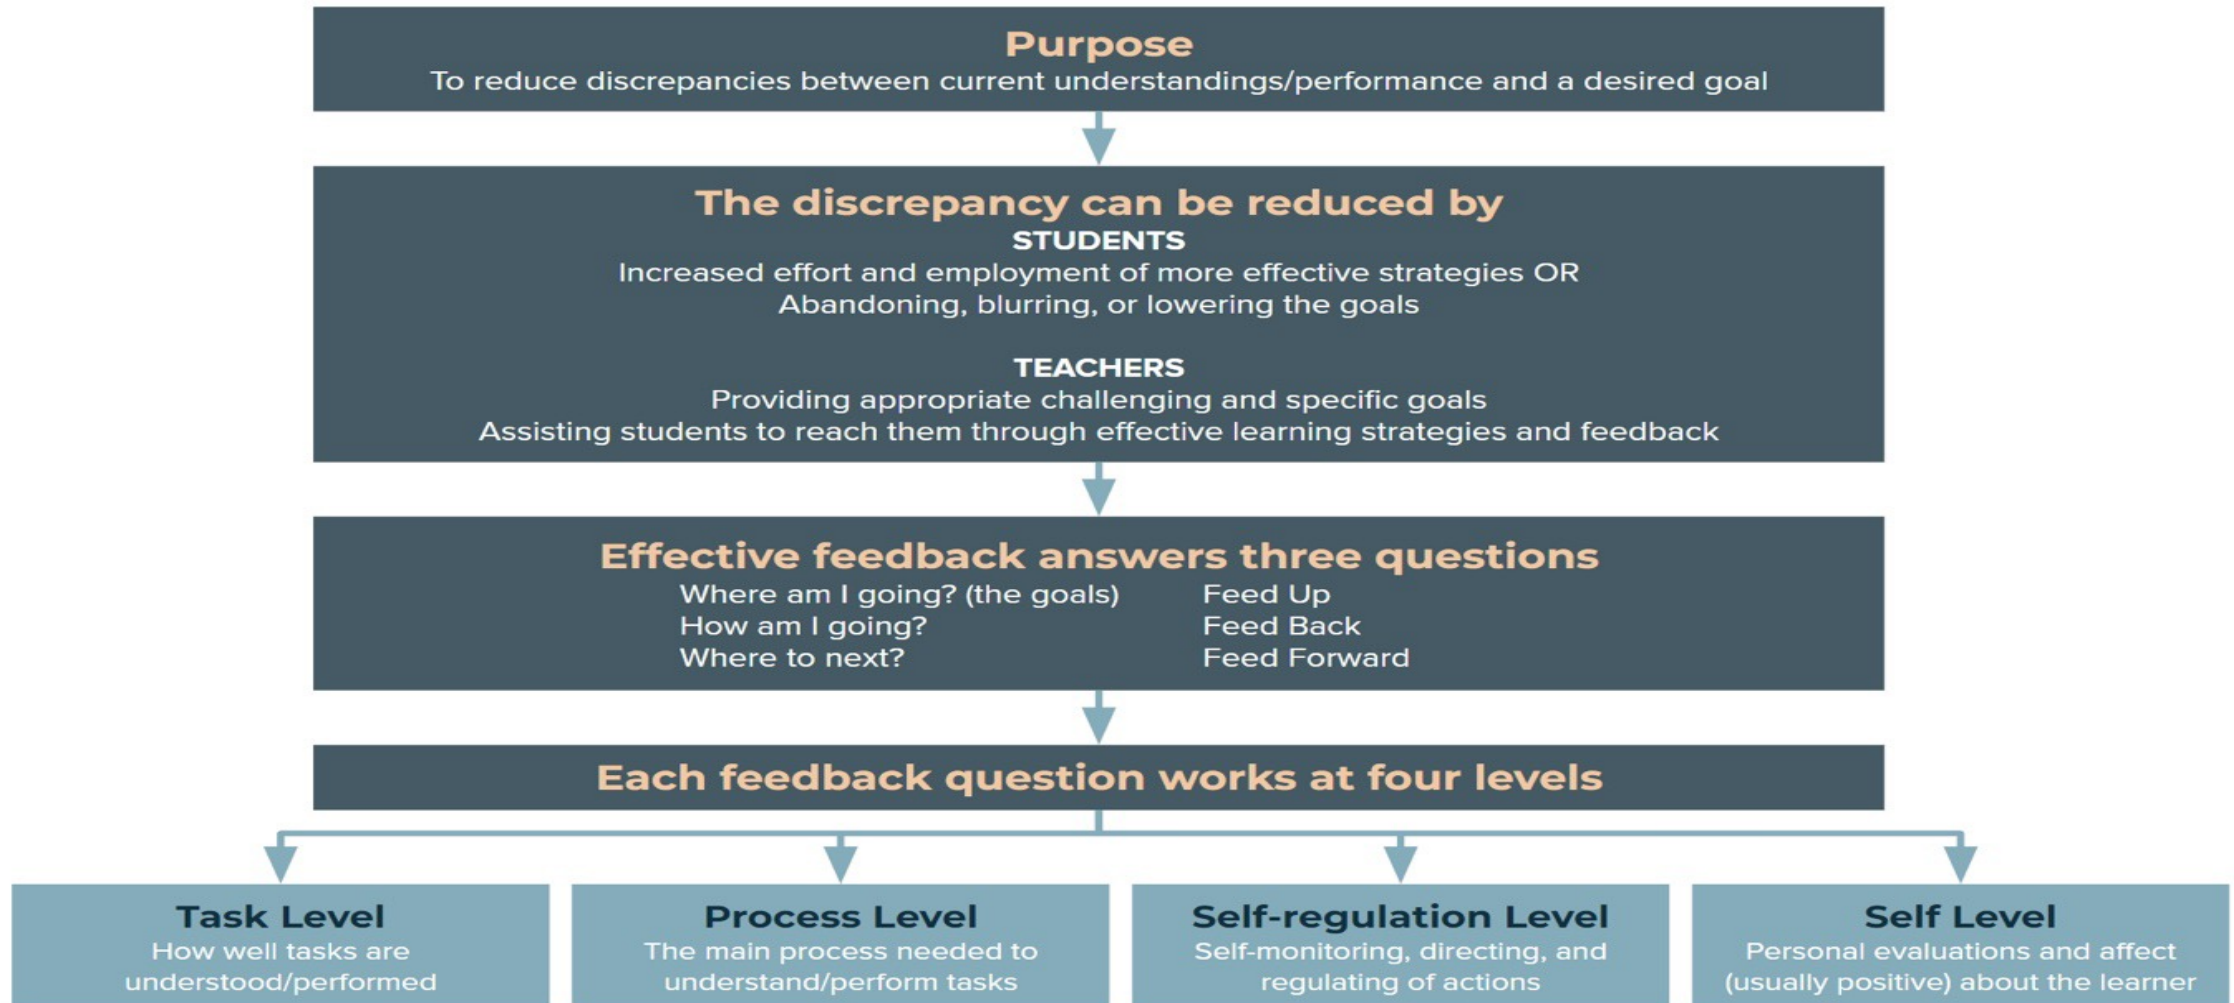 Purpose
To reduce discrepancies between current understandings/performance and a desired goal
The discrepancy can be reduced by
STUDENTS
Increased effort and employment of more effective strategies OR
Abandoning, blurring, or lowering the goals
TEACHERS
Providing appropriate challenging and specific goals
Assisting students to reach them through effective learning strategies and feedback
Effective feedback answers three questions
Where am I going? (the goals) Feed Up
How am I going? Feed Back
Where to next? Feed Forward
Each feedback question works at four levels
Task Level
How well tasks are
understood/performed
Process Level
The main process needed to
understand/perform tasks
Self-regulation Level
Self-monitoring, directing, and
regulating of actions
Self Level
Personal evaluations and affect
(usually positive) about the learner